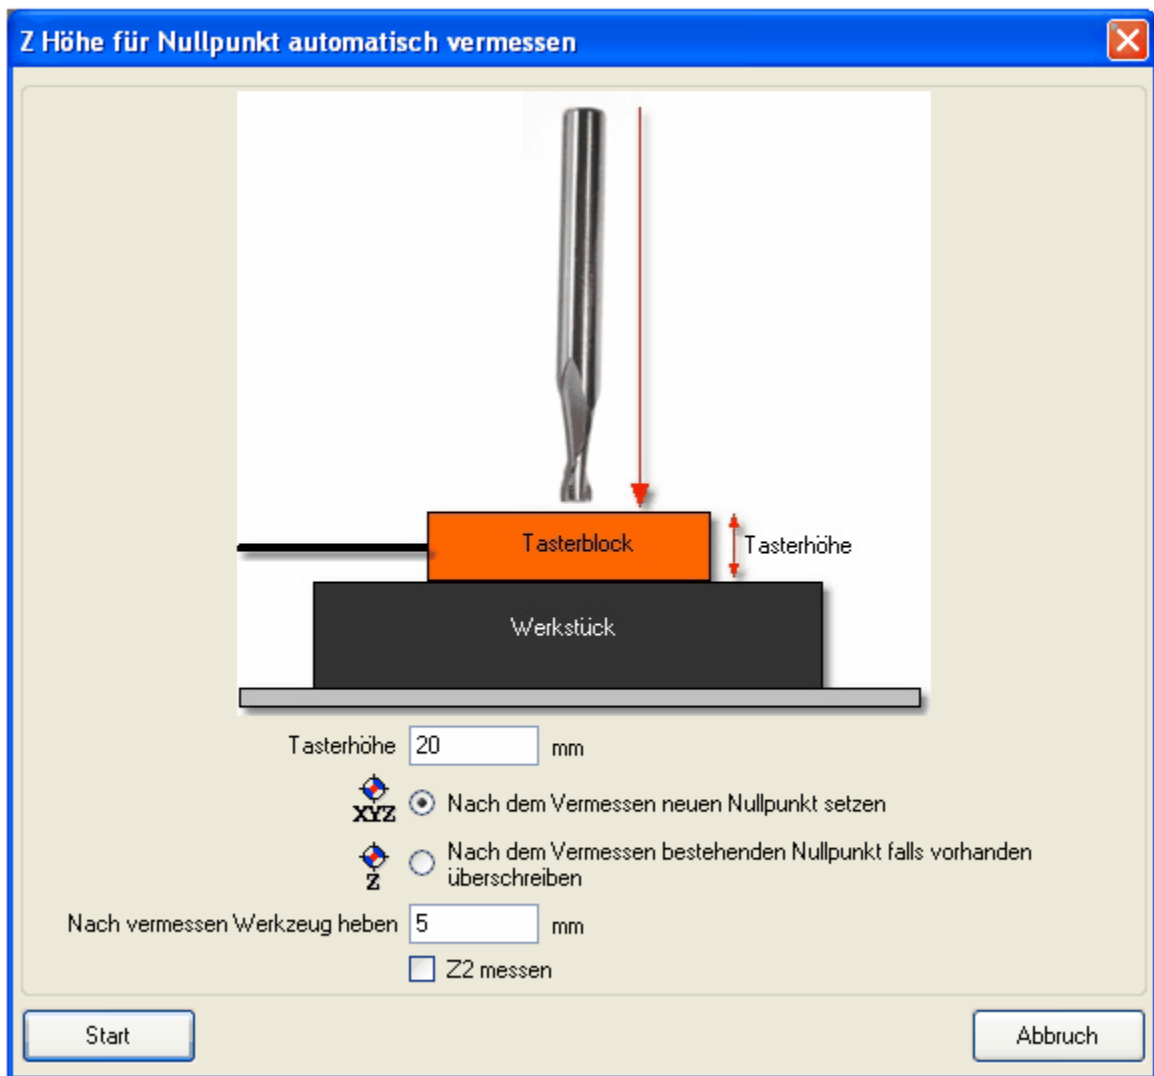 Z Höhe für Nullpunkt automatisch vermessen
Tasterblock
Tasterhöhe
Werkstück
Tasterhöhe 20 mm
XYZ Nach dem Vermessen neuen Nullpunkt setzen
Z Nach dem Vermessen bestehenden Nullpunkt falls vorhanden
überschreiben
Nach vermessen Werkzeug heben 5 mm
Z2 messen
Start Abbruch